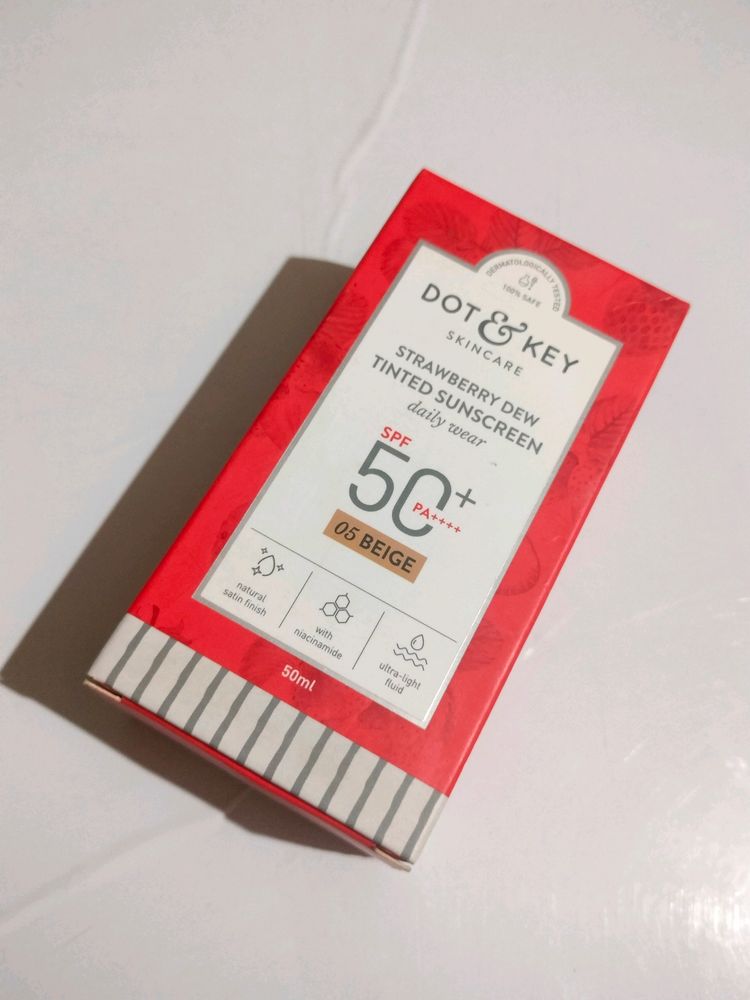 DERMATOLOGICALLY TESTED
100% SAFE
DOT & KEY
SKINCARE
STRAWBERRY DEW
TINTED SUNSCREEN
daily wear
SPF
50+
PA++++
05 BEIGE
natural
satin finish
with
niacinamide
ultra-light
fluid
50ml